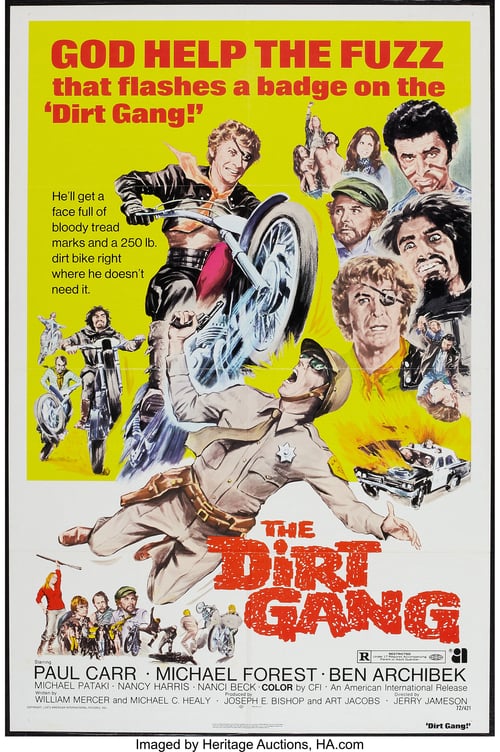 GOD HELP THE FUZZ
that flashes a badge on the
‘Dirt Gang!’
He'll get a
face full of
bloody tread
marks and a 250 lb.
dirt bike right
where he doesn't
need it.
THE
DiRT
GANG
R RESTRICTED
Starring
PAUL CARR · MICHAEL FOREST · BEN ARCHIBEK
MICHAEL PATAKI · NANCY HARRIS · NANCI BECK · COLOR by CFI · An American International Release
Written by WILLIAM MERCER and MICHAEL C. HEALY · Produced by JOSEPH E. BISHOP and ART JACOBS · Directed by JERRY JAMESON
72/421
'Dirt Gang!'
Imaged by Heritage Auctions, HA.com